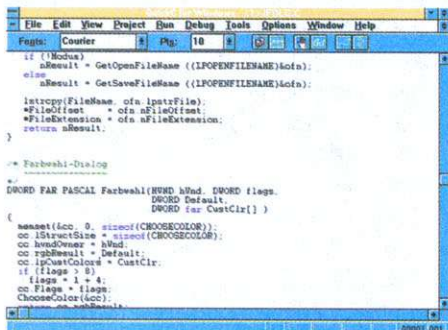 File Edit View Project Run Debug Tools Options Window Help
Fonts: Courier Pts: 10
if (!Modus)
nResult = GetOpenFileName ((LPOPENFILENAME)&ofn);
else
nResult = GetSaveFileName ((LPOPENFILENAME)&ofn);
lstrcpy(FileName, ofn.lpstrFile);
*FileOffset = ofn.nFileOffset;
*FileExtension = ofn.nFileExtension;
return nResult;
}
/* Farbwahl-Dialog
------------
*/
DWORD FAR PASCAL Farbwahl(HWND hWnd, DWORD flags,
DWORD Default,
DWORD far CustClr[] )
{
memset(&cc, 0, sizeof(CHOOSECOLOR));
cc.lStructSize = sizeof(CHOOSECOLOR);
cc.hwndOwner = hWnd;
cc.rgbResult = Default;
cc.lpCustColors = CustClr;
if (flags > 8)
flags = 1 + 4;
cc.Flags = flags;
ChooseColor(&cc);
return cc.rgbResult;